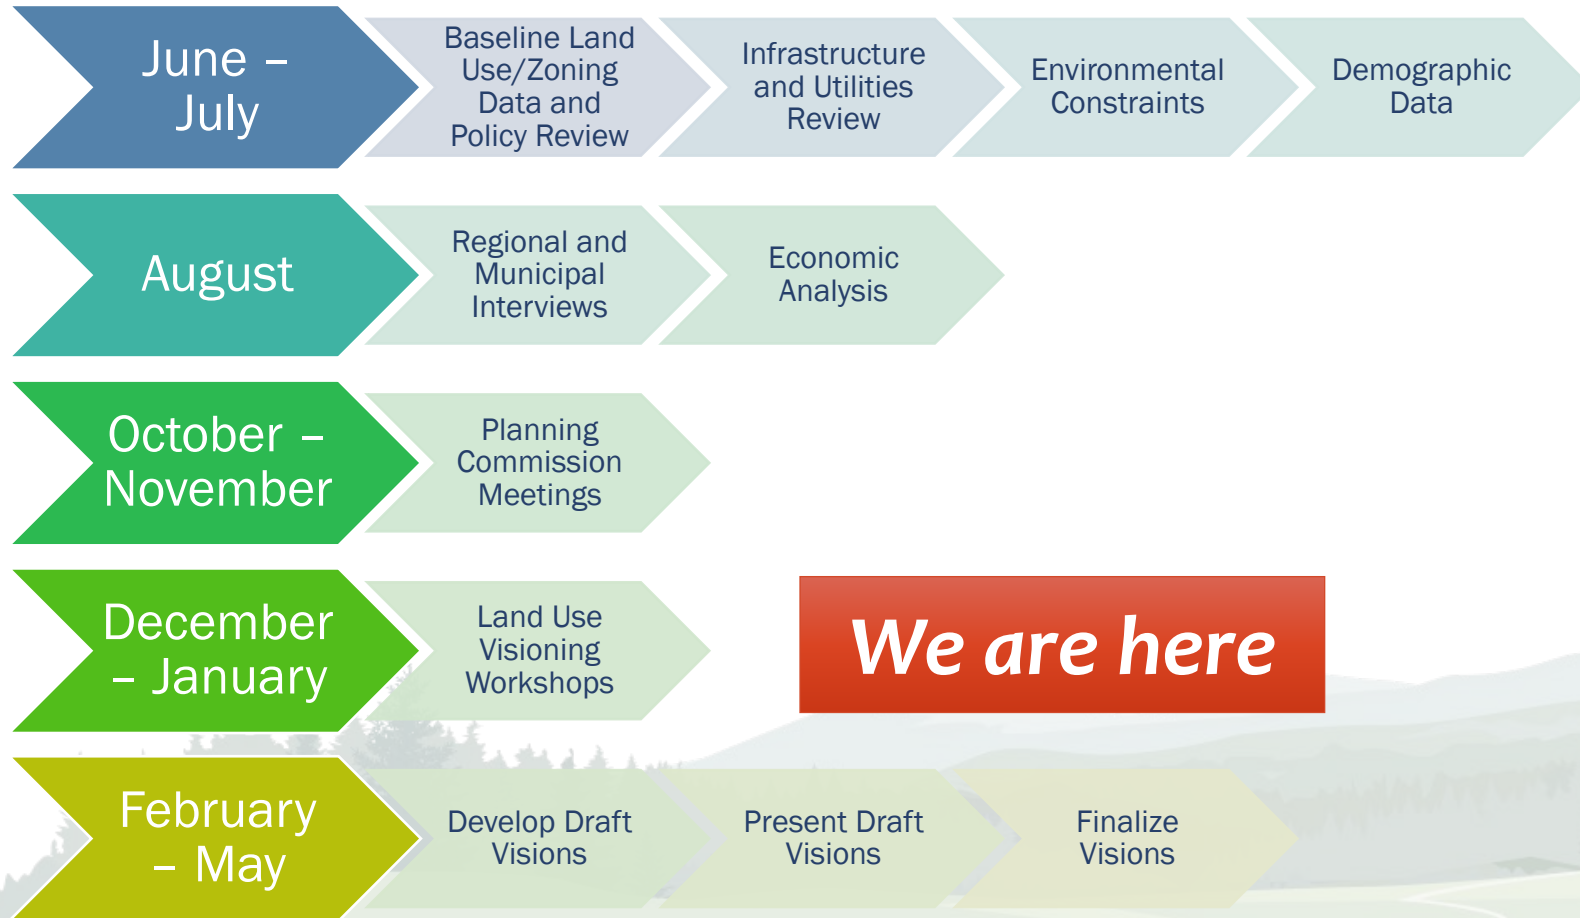 June –
July
Baseline Land
Use/Zoning
Data and
Policy Review
Infrastructure
and Utilities
Review
Environmental
Constraints
Demographic
Data
August
Regional and
Municipal
Interviews
Economic
Analysis
October –
November
Planning
Commission
Meetings
December
– January
Land Use
Visioning
Workshops
We are here
February
– May
Develop Draft
Visions
Present Draft
Visions
Finalize
Visions